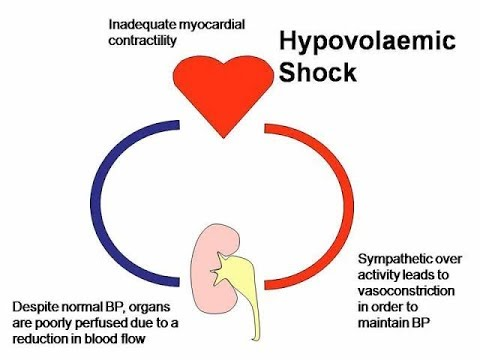 Inadequate myocardial
contractility
Hypovolaemic
Shock
Sympathetic over
activity leads to
vasoconstriction
in order to
maintain BP
Despite normal BP, organs
are poorly perfused due to a
reduction in blood flow